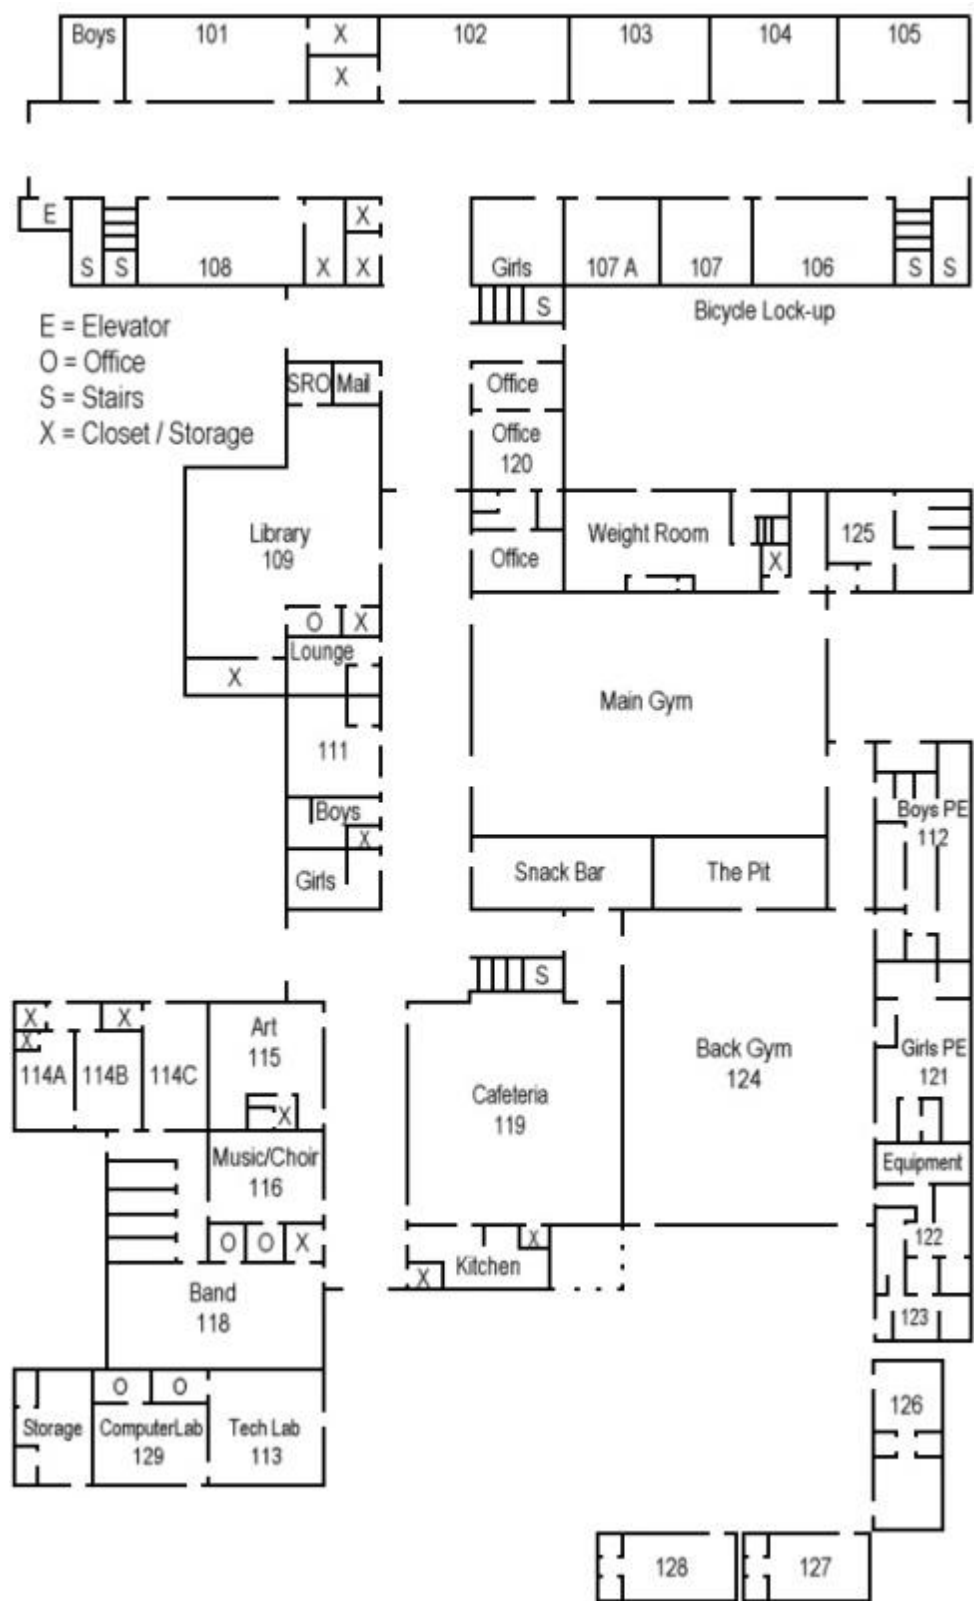 Boys
101
X
X
102
103
104
105
E
S
S
108
X
X
X
Girls
S
107 A
107
106
S
S
Bicycle Lock-up
E = Elevator
O = Office
S = Stairs
X = Closet / Storage
SRO
Mail
Office
Office
120
Office
Library
109
Weight Room
X
125
O
X
Lounge
X
111
Main Gym
Boys
X
Girls
Snack Bar
The Pit
Boys PE
112
S
X
X
X
114A
114B
114C
Art
115
X
Cafeteria
119
Back Gym
124
Girls PE
121
Music/Choir
116
O
O
X
Equipment
X
Kitchen
X
122
123
Band
118
O
O
Storage
ComputerLab
129
Tech Lab
113
126
128
127